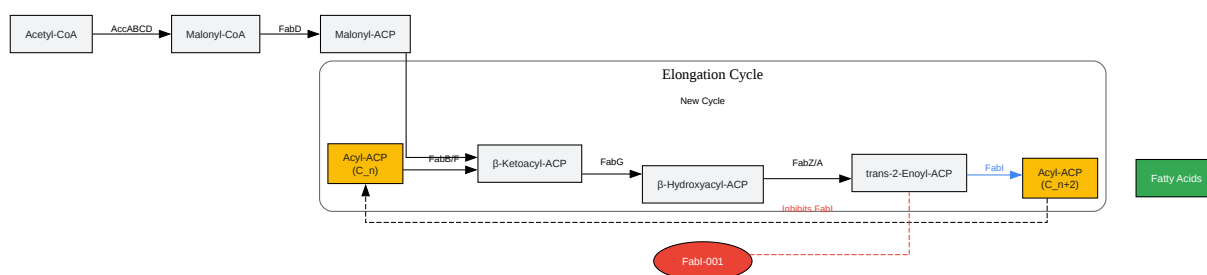 Acetyl-CoA
AccABCD
Malonyl-CoA
FabD
Malonyl-ACP
Elongation Cycle
New Cycle
Acyl-ACP
(C_n)
FabB/F
β-Ketoacyl-ACP
FabG
β-Hydroxyacyl-ACP
FabZ/A
trans-2-Enoyl-ACP
FabI
Acyl-ACP
(C_n+2)
Fatty Acids
Inhibits FabI
FabI-001